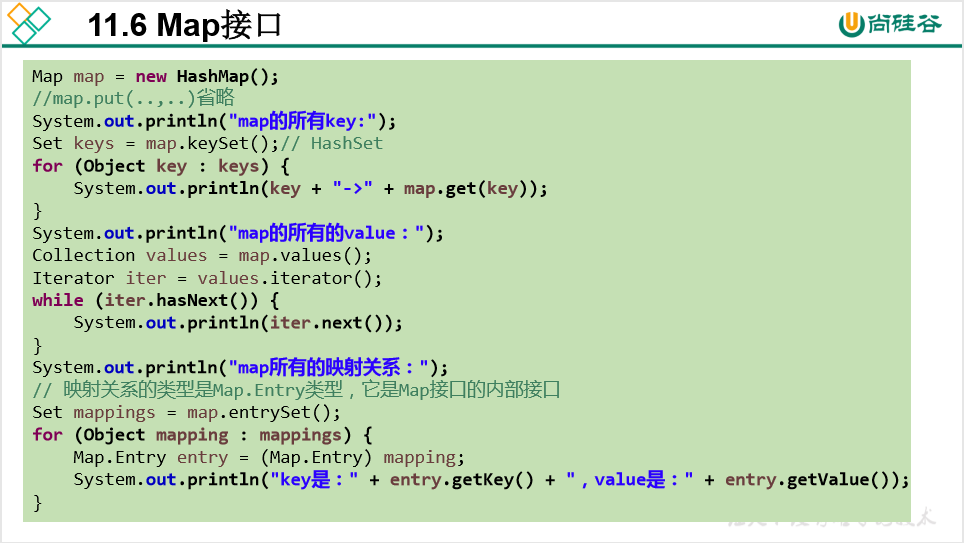 11.6 Map接口
尚硅谷
Map map = new HashMap();
//map.put(..,..)省略
System.out.println("map的所有key:");
Set keys = map.keySet();// HashSet
for (Object key : keys) {
    System.out.println(key + "->" + map.get(key));
}
System.out.println("map的所有的value：");
Collection values = map.values();
Iterator iter = values.iterator();
while (iter.hasNext()) {
    System.out.println(iter.next());
}
System.out.println("map所有的映射关系：");
// 映射关系的类型是Map.Entry类型，它是Map接口的内部接口
Set mappings = map.entrySet();
for (Object mapping : mappings) {
    Map.Entry entry = (Map.Entry) mapping;
    System.out.println("key是：" + entry.getKey() + "，value是：" + entry.getValue());
}